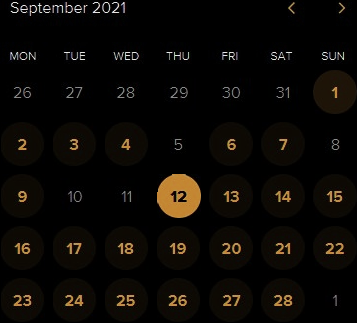 September 2021
MON TUE WED THU FRI SAT SUN
26 27 28 29 30 31 1
2 3 4 5 6 7 8
9 10 11 12 13 14 15
16 17 18 19 20 21 22
23 24 25 26 27 28 1